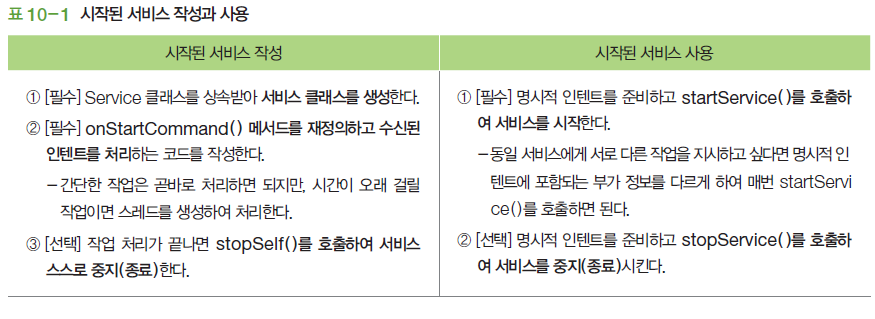 표 10-1 시작된 서비스 작성과 사용
시작된 서비스 작성
① [필수] Service 클래스를 상속받아 서비스 클래스를 생성한다.
② [필수] onStartCommand() 메서드를 재정의하고 수신된
인텐트를 처리하는 코드를 작성한다.
- 간단한 작업은 곧바로 처리하면 되지만, 시간이 오래 걸릴
작업이면 스레드를 생성하여 처리한다.
③ [선택] 작업 처리가 끝나면 stopSelf()를 호출하여 서비스
스스로 중지(종료)한다.
시작된 서비스 사용
① [필수] 명시적 인텐트를 준비하고 startService()를 호출하
여 서비스를 시작한다.
- 동일 서비스에게 서로 다른 작업을 지시하고 싶다면 명시적 인
텐트에 포함되는 부가 정보를 다르게 하여 매번 startServi
ce()를 호출하면 된다.
② [선택] 명시적 인텐트를 준비하고 stopService()를 호출하
여 서비스를 중지(종료)시킨다.